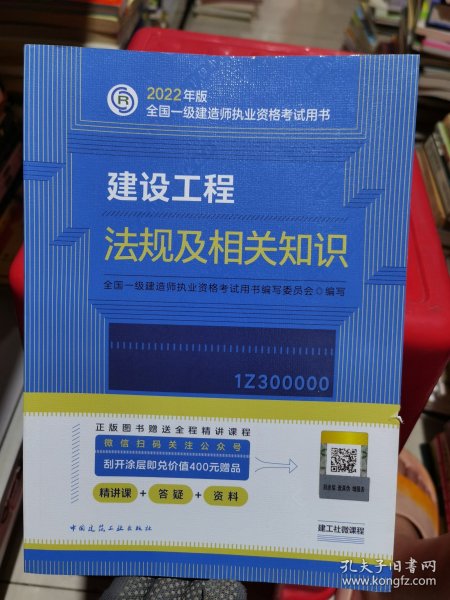 2022年版
全国一级建造师执业资格考试用书
建设工程
法规及相关知识
全国一级建造师执业资格考试用书编写委员会◎编写
1Z300000
正版图书赠送全程精讲课程
微信扫码关注公众号
刮开涂层即兑价值400元赠品
精讲课 + 答疑 + 资料
中国建筑工业出版社
建工社微课程
孔夫子旧书网
www.kongfz.com